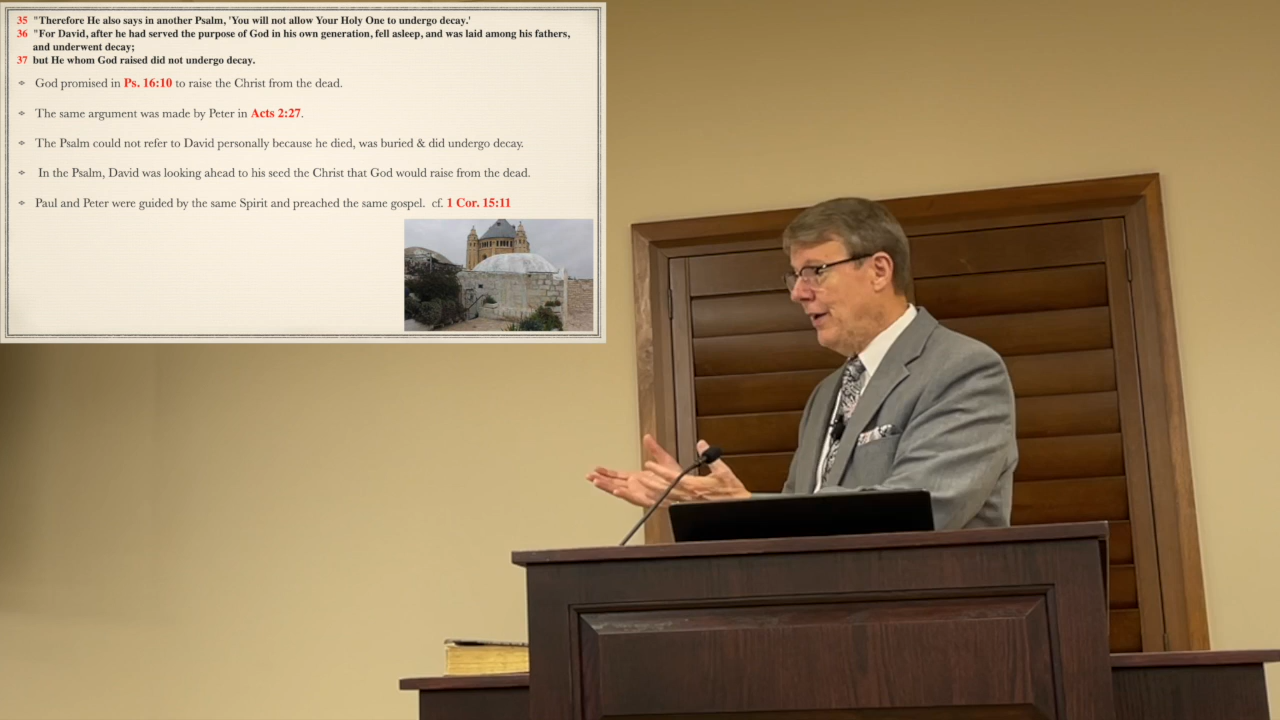 35 "Therefore He also says in another Psalm, 'You will not allow Your Holy One to undergo decay.'
36 "For David, after he had served the purpose of God in his own generation, fell asleep, and was laid among his fathers,
and underwent decay;
37 but He whom God raised did not undergo decay.
God promised in Ps. 16:10 to raise the Christ from the dead.
The same argument was made by Peter in Acts 2:27.
The Psalm could not refer to David personally because he died, was buried & did undergo decay.
In the Psalm, David was looking ahead to his seed the Christ that God would raise from the dead.
Paul and Peter were guided by the same Spirit and preached the same gospel. cf. 1 Cor. 15:11